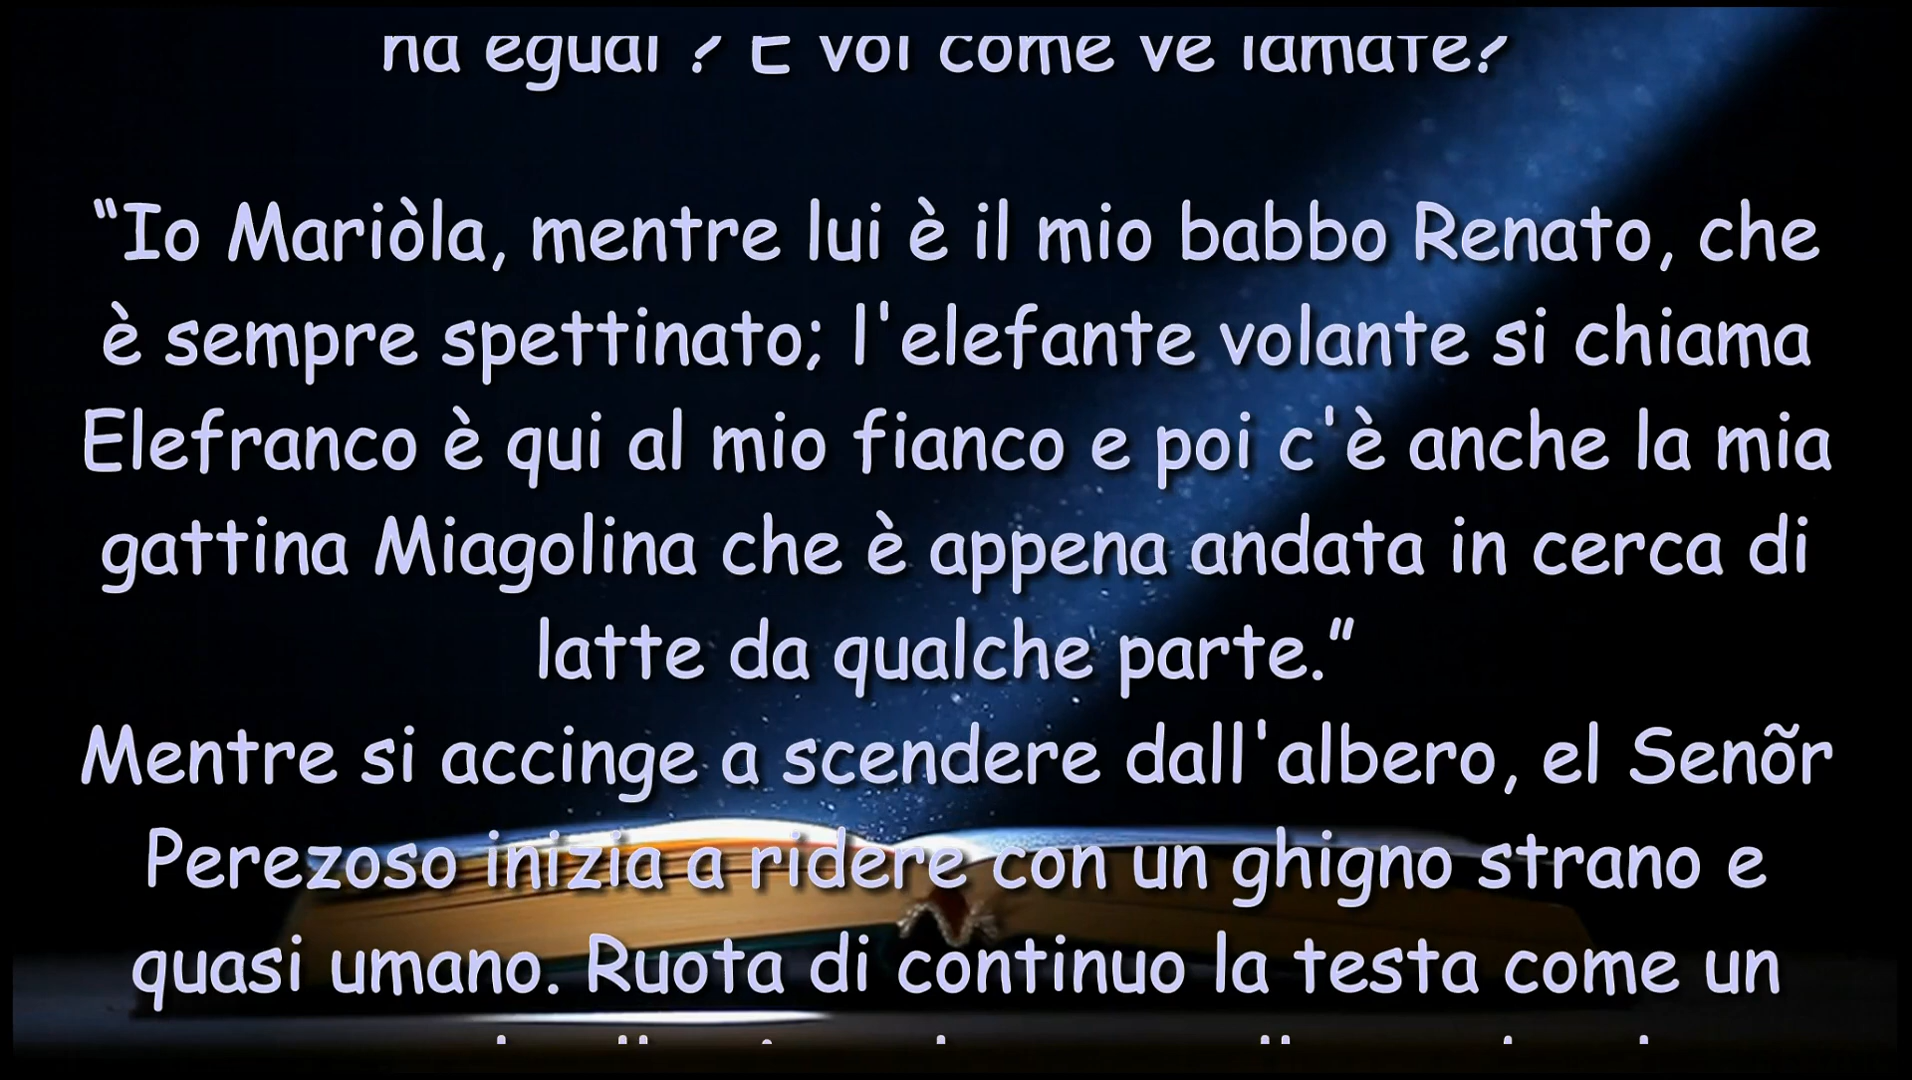 ha egual ? E voi come ve lamate?
“Io Mariòla, mentre lui è il mio babbo Renato, che
è sempre spettinato; l'elefante volante si chiama
Elefranco è qui al mio fianco e poi c'è anche la mia
gattina Miagolina che è appena andata in cerca di
latte da qualche parte.”
Mentre si accinge a scendere dall'albero, el Senõr
Perezoso inizia a ridere con un ghigno strano e
quasi umano. Ruota di continuo la testa come un